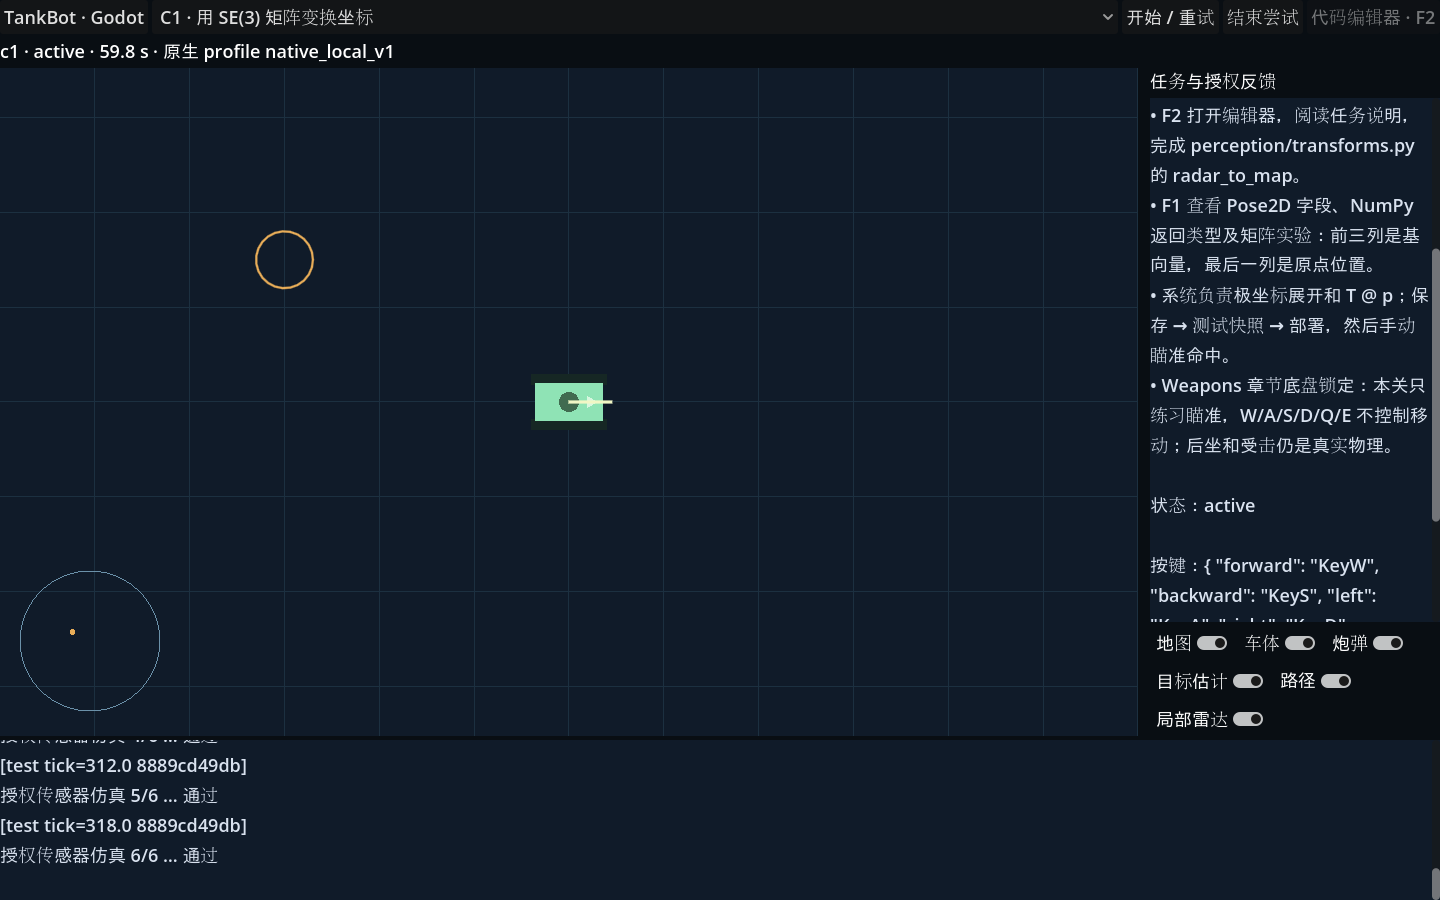 TankBot · Godot
C1 · 用 SE(3) 矩阵变换坐标
开始 / 重试
结束尝试
代码编辑器 · F2
c1 · active · 59.8 s · 原生 profile native_local_v1
任务与授权反馈
• F2 打开编辑器，阅读任务说明，
完成 perception/transforms.py
的 radar_to_map。
• F1 查看 Pose2D 字段、NumPy
返回类型及矩阵实验：前三列是基
向量，最后一列是原点位置。
• 系统负责极坐标展开和 T @ p；保
存 → 测试快照 → 部署，然后手动
瞄准命中。
• Weapons 章节底盘锁定：本关只
练习瞄准，W/A/S/D/Q/E 不控制移
动；后坐和受击仍是真实物理。
状态：active
按键：{ "forward": "KeyW",
"backward": "KeyS", "left":
地图
车体
炮弹
目标估计
路径
局部雷达
[test tick=312.0 8889cd49db]
授权传感器仿真 5/6 ... 通过
[test tick=318.0 8889cd49db]
授权传感器仿真 6/6 ... 通过